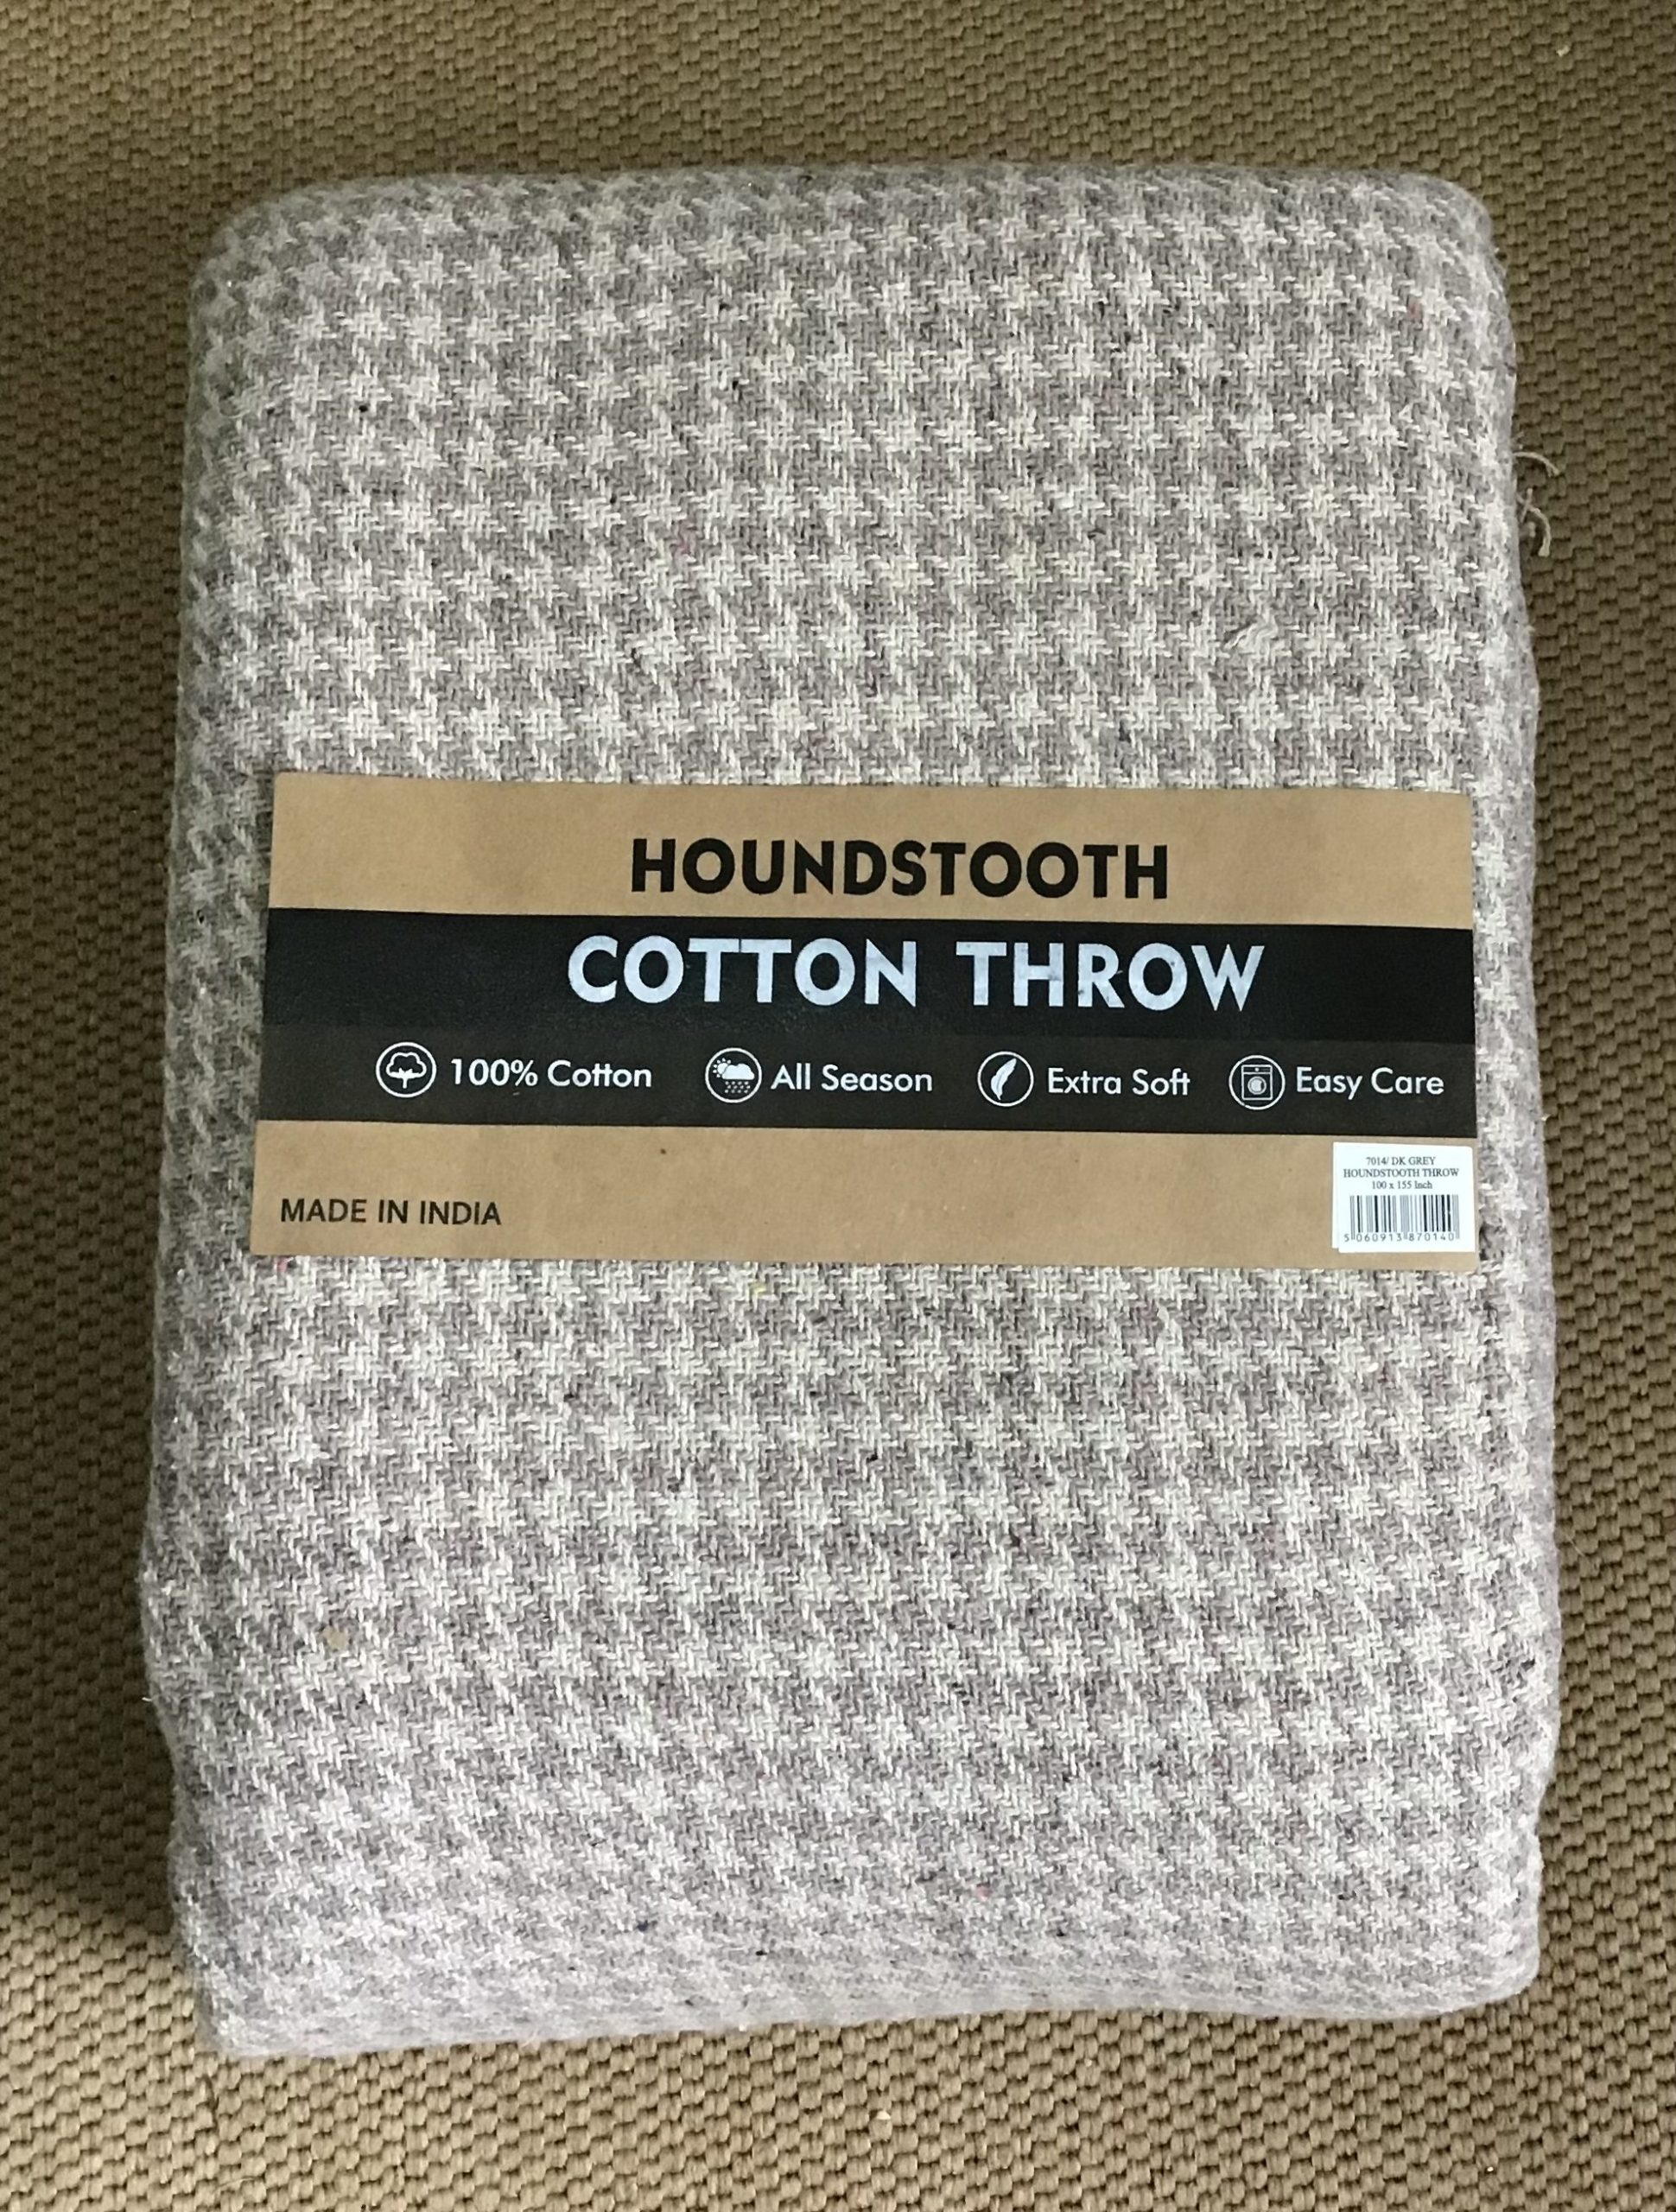 HOUNDSTOOTH
COTTON THROW
100% Cotton
All Season
Extra Soft
Easy Care
MADE IN INDIA
7014/ DK GREY
HOUNDSTOOTH THROW
100 x 155 Inch
5 060913 870140